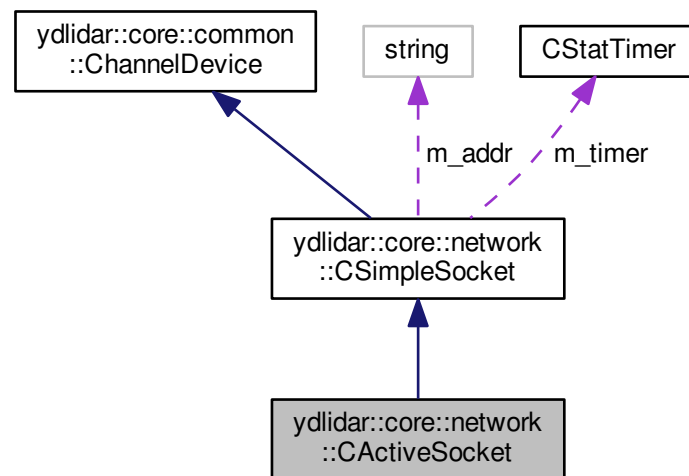 ydlidar::core::common
::ChannelDevice
string
CStatTimer
m_addr
m_timer
ydlidar::core::network
::CSimpleSocket
ydlidar::core::network
::CActiveSocket